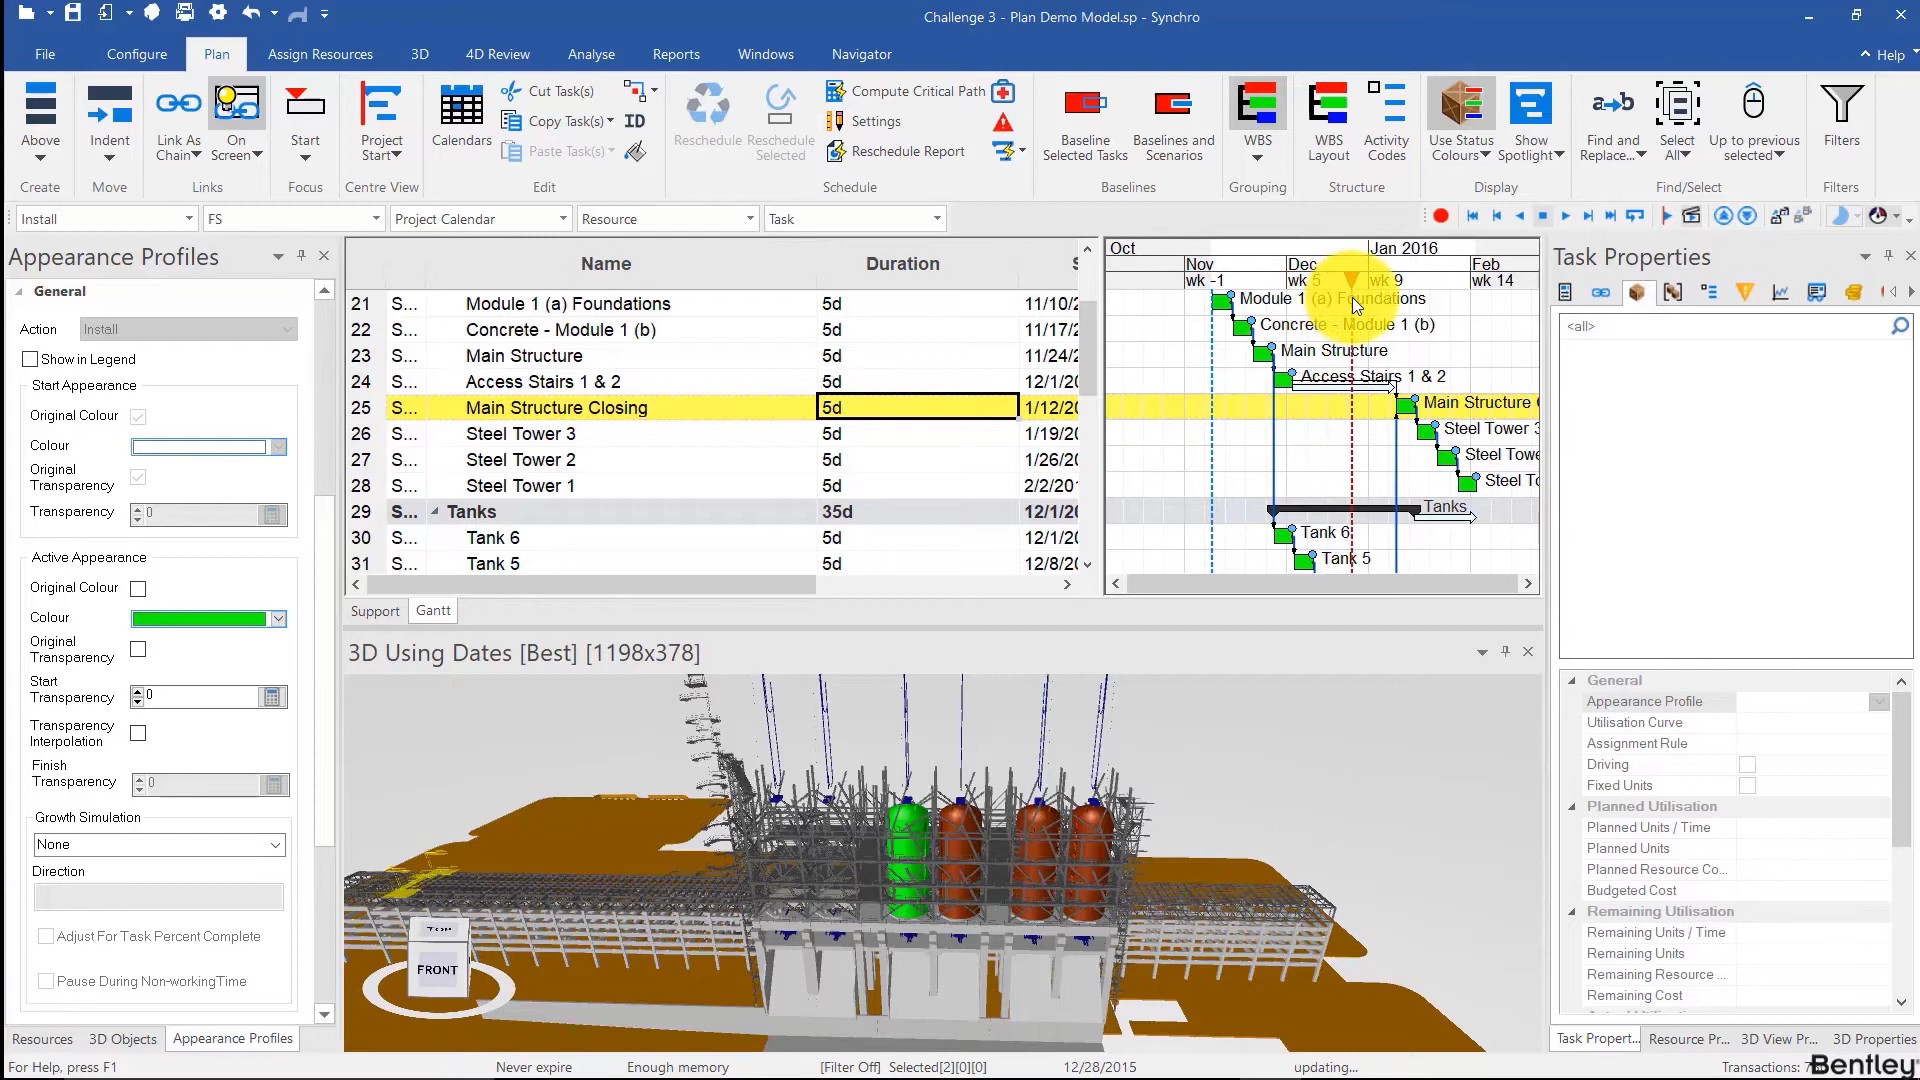 Challenge 3 - Plan Demo Model.sp - Synchro
File Configure Plan Assign Resources 3D 4D Review Analyse Reports Windows Navigator Help
Above
Create
Indent
Move
Link As Chain
On Screen
Links
Start
Focus
Project Start
Centre View
Calendars
Cut Task(s)
Copy Task(s)
Paste Task(s)
ID
Edit
Reschedule
Reschedule Selected
Compute Critical Path
Settings
Reschedule Report
Schedule
Baseline Selected Tasks
Baselines and Scenarios
Baselines
WBS
Grouping
WBS Layout
Activity Codes
Structure
Use Status Colours
Show Spotlight
Display
a→b
Find and Replace...
Select All
Up to previous selected
Find/Select
Filters
Filters
Install FS Project Calendar Resource Task
Appearance Profiles
General
Action Install
Show in Legend
Start Appearance
Original Colour
Colour
Original Transparency
Transparency 0
Active Appearance
Original Colour
Colour
Original Transparency
Start Transparency 0
Transparency Interpolation
Finish Transparency 0
Growth Simulation
None
Direction
Adjust For Task Percent Complete
Pause During Non-workingTime
Resources 3D Objects Appearance Profiles
Name Duration S
21 S... Module 1 (a) Foundations 5d 11/10/2
22 S... Concrete - Module 1 (b) 5d 11/17/2
23 S... Main Structure 5d 11/24/2
24 S... Access Stairs 1 & 2 5d 12/1/20
25 S... Main Structure Closing 5d 1/12/20
26 S... Steel Tower 3 5d 1/19/20
27 S... Steel Tower 2 5d 1/26/20
28 S... Steel Tower 1 5d 2/2/201
29 S... Tanks 35d 12/1/20
30 S... Tank 6 5d 12/1/20
31 S... Tank 5 5d 12/8/20
Support Gantt
Oct Jan 2016
Nov Dec Feb
wk -1 wk 5 wk 9 wk 14
Module 1 (a) Foundations
Concrete - Module 1 (b)
Main Structure
Access Stairs 1 & 2
Main Structure
Steel Tower 3
Steel Towe
Steel To
Tanks
Tank 6
Tank 5
3D Using Dates [Best] [1198x378]
TOP
FRONT
Task Properties
<all>
General
Appearance Profile
Utilisation Curve
Assignment Rule
Driving
Fixed Units
Planned Utilisation
Planned Units / Time
Planned Units
Planned Resource Co...
Budgeted Cost
Remaining Utilisation
Remaining Units / Time
Remaining Units
Remaining Resource ...
Remaining Cost
Task Propert... Resource Pr... 3D View Pr... 3D Properties
For Help, press F1 Never expire Enough memory [Filter Off] Selected[2][0][0] 12/28/2015 updating... Transactions:
Bentley